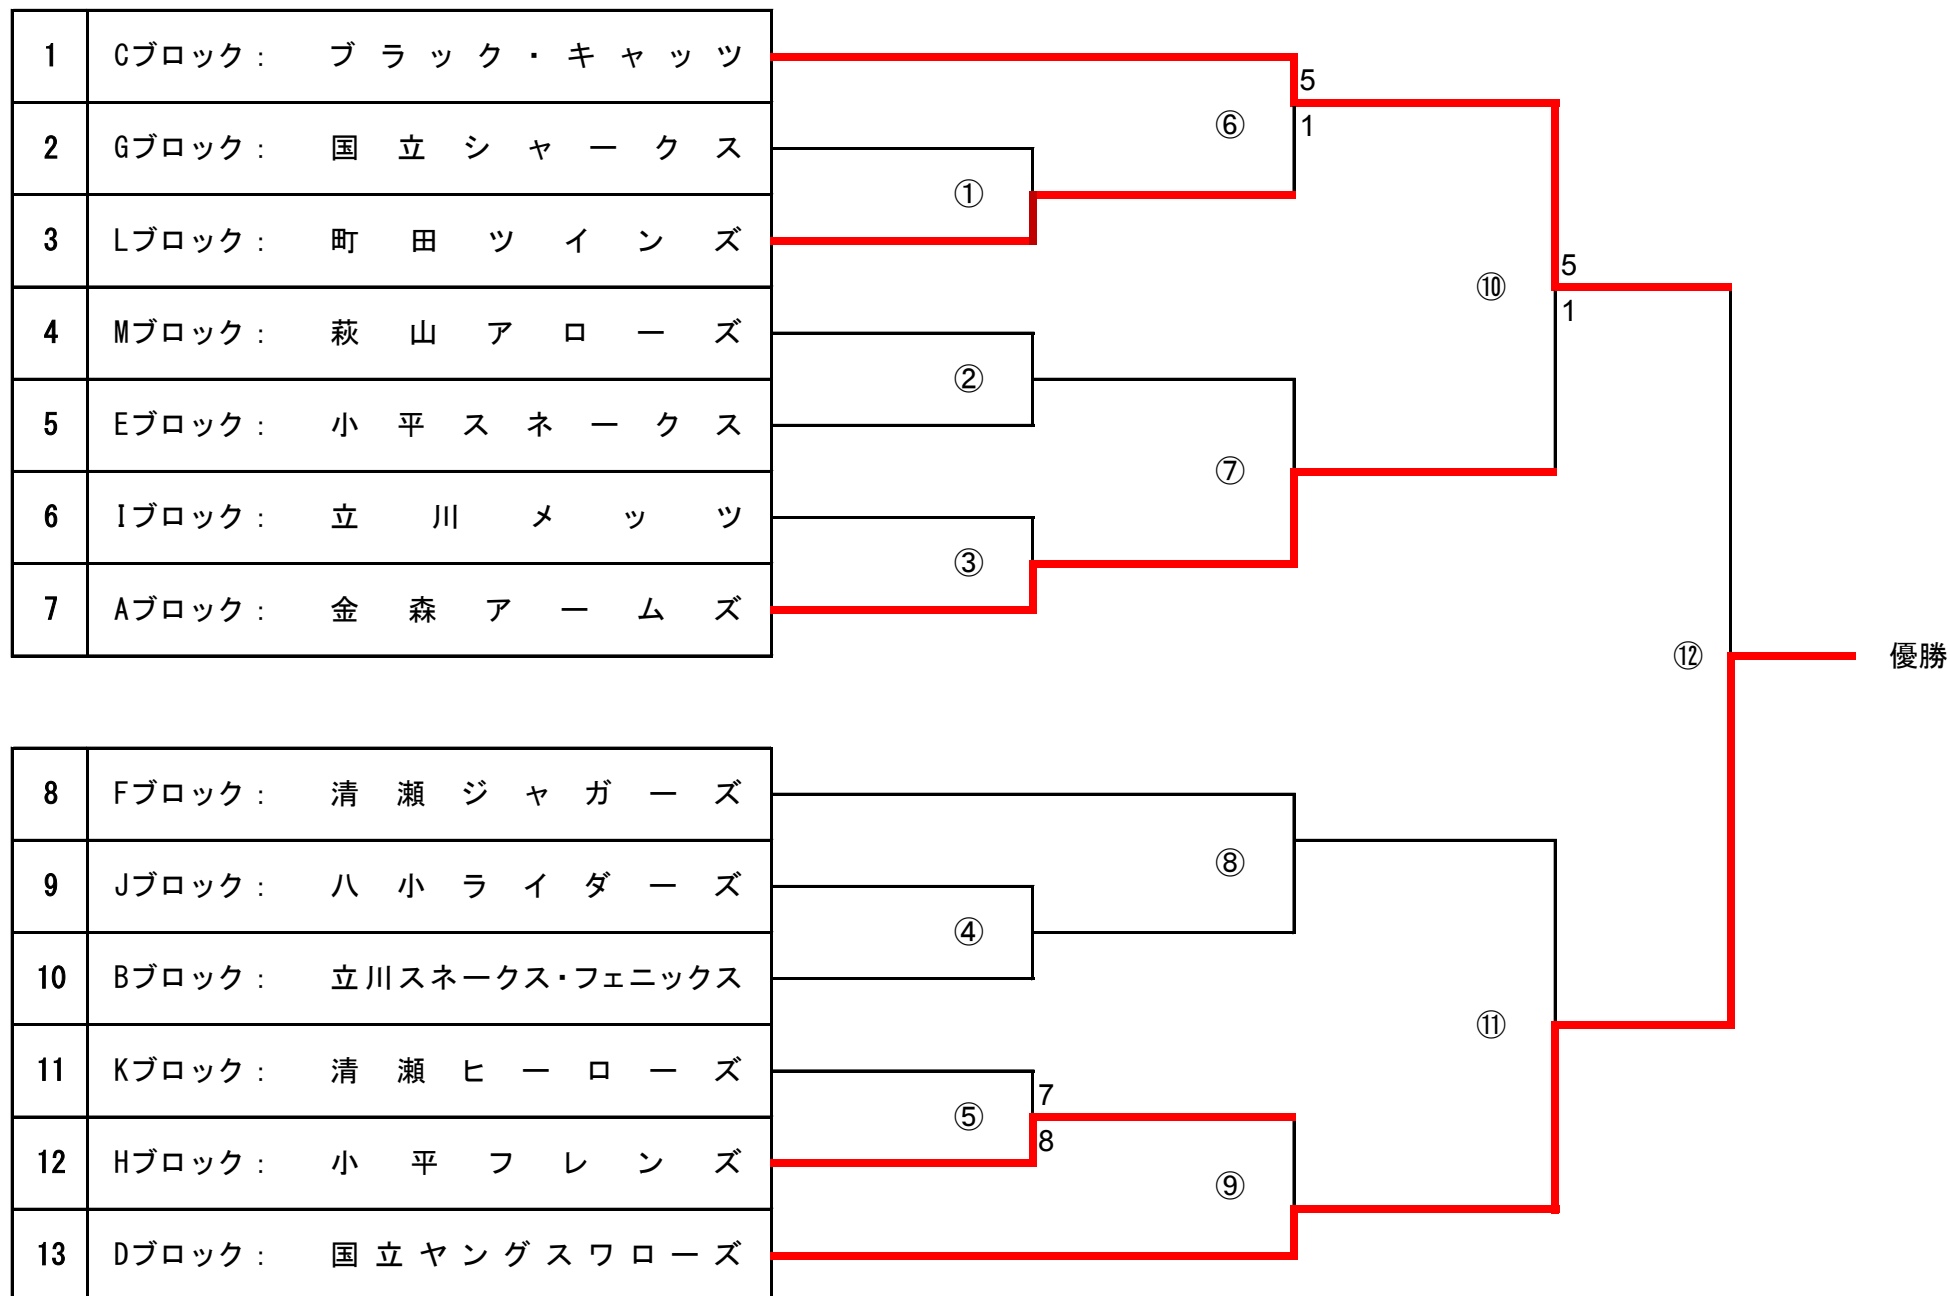 1 Cブロック： ブラック・キャッツ
5
⑥
1
2 Gブロック： 国立シャークス
①
3 Lブロック： 町田ツインズ
5
⑩
1
4 Mブロック： 萩山アローズ
②
5 Eブロック： 小平スネークス
⑦
6 Iブロック： 立川メッツ
③
7 Aブロック： 金森アームズ
⑫ 優勝
8 Fブロック： 清瀬ジャガーズ
⑧
9 Jブロック： 八小ライダーズ
④
10 Bブロック： 立川スネークス・フェニックス
⑪
11 Kブロック： 清瀬ヒーローズ
7
⑤
8
12 Hブロック： 小平フレンズ
⑨
13 Dブロック： 国立ヤングスワローズ